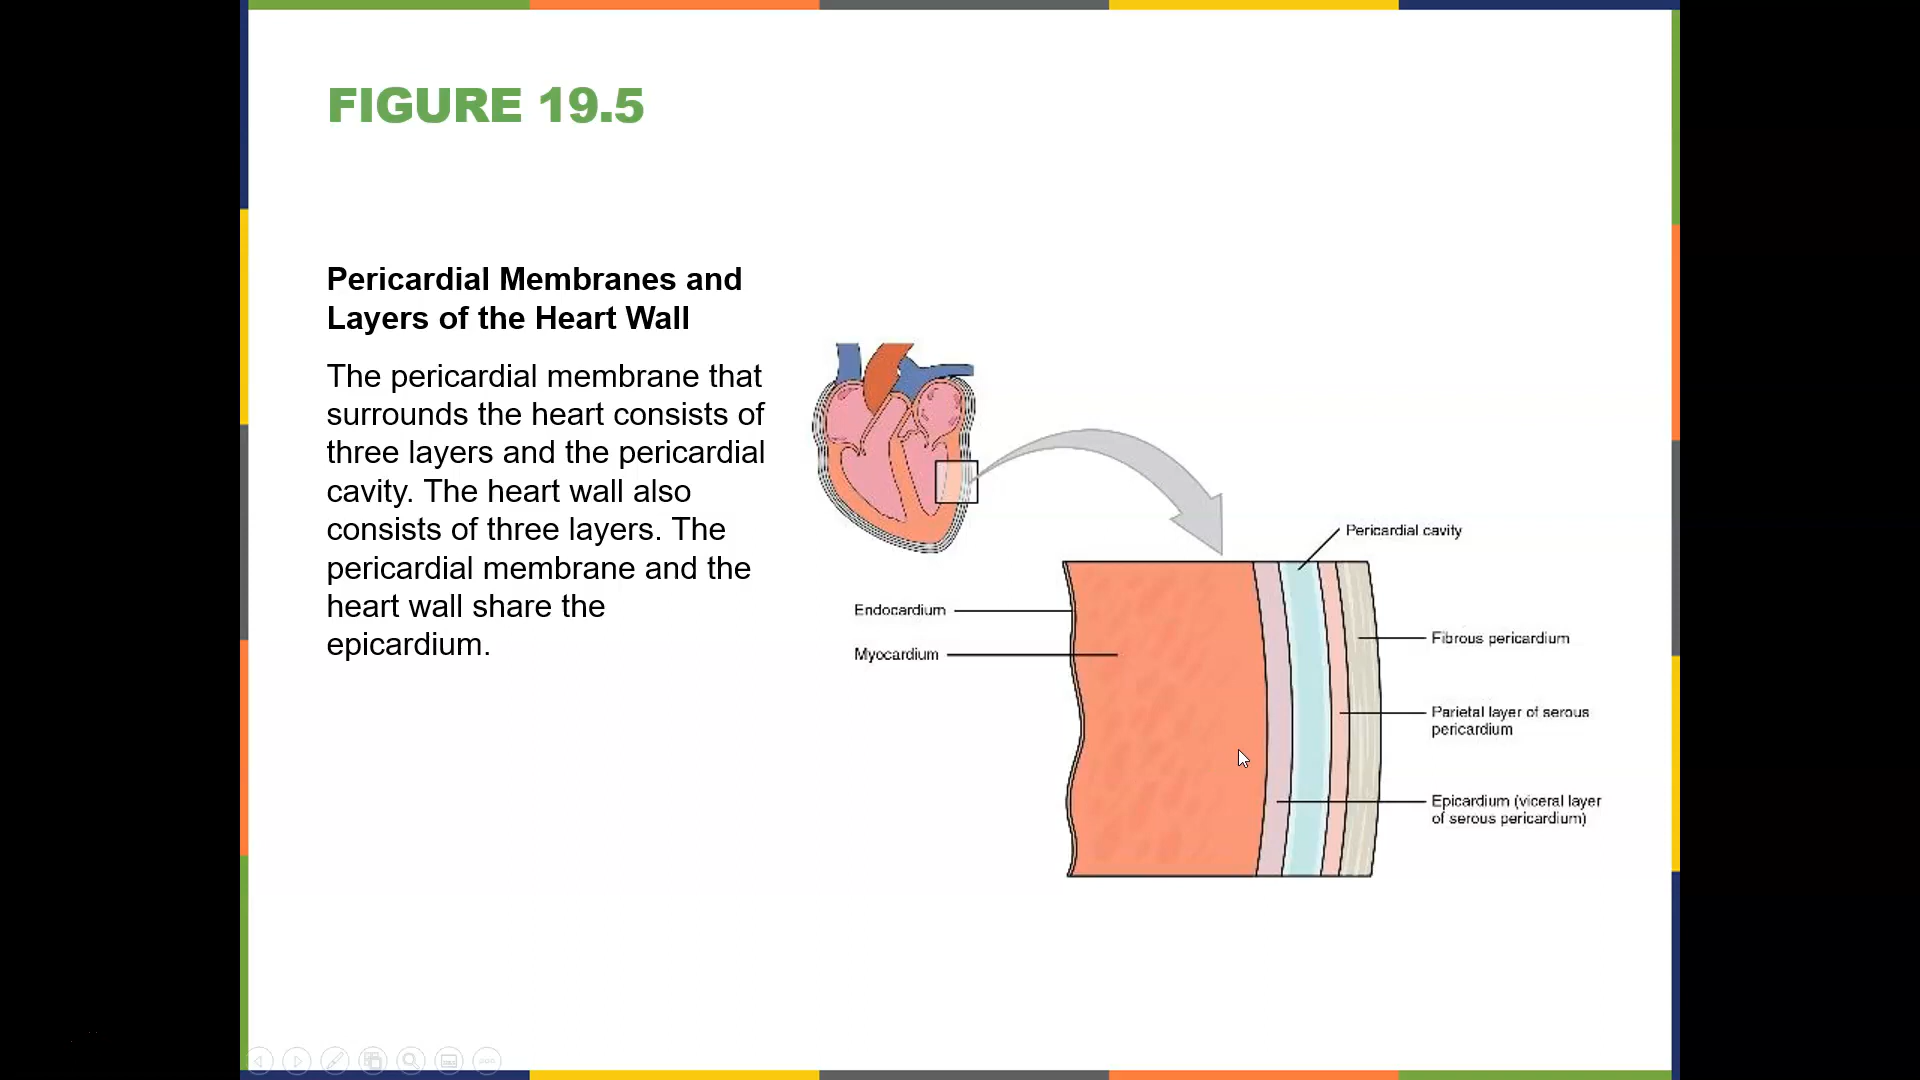 FIGURE 19.5
Pericardial Membranes and
Layers of the Heart Wall
The pericardial membrane that
surrounds the heart consists of
three layers and the pericardial
cavity. The heart wall also
consists of three layers. The
pericardial membrane and the
heart wall share the
epicardium.
Pericardial cavity
Endocardium
Myocardium
Fibrous pericardium
Parietal layer of serous
pericardium
Epicardium (viceral layer
of serous pericardium)